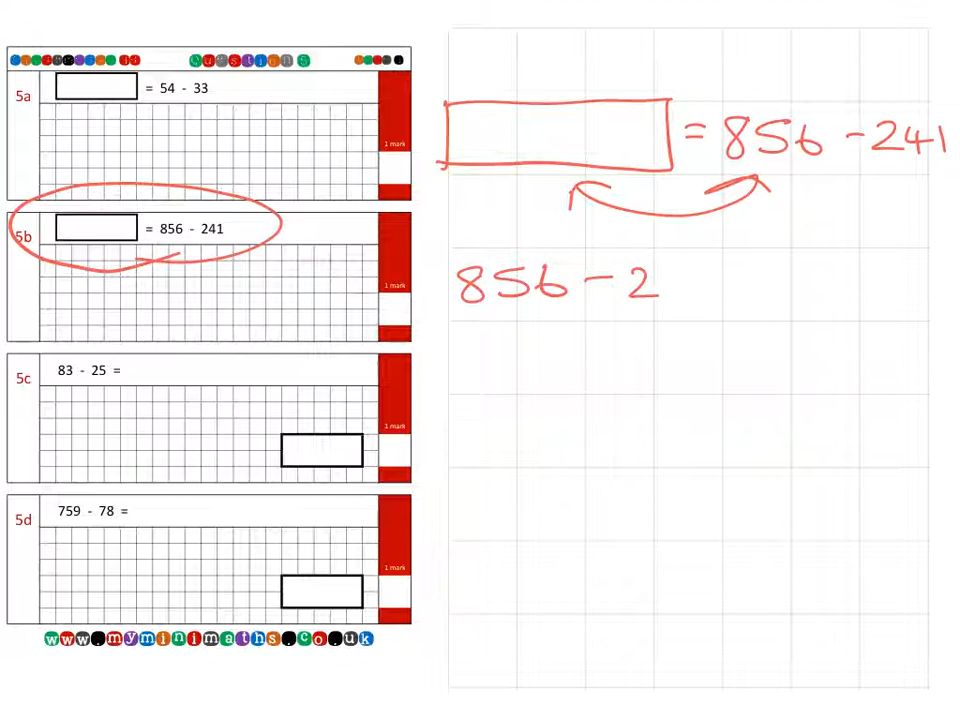 Questions
5a
= 54 - 33
1 mark
5b
= 856 - 241
1 mark
5c
83 - 25 =
1 mark
5d
759 - 78 =
1 mark
www.myminimaths.co.uk
= 856 - 241
856 - 2